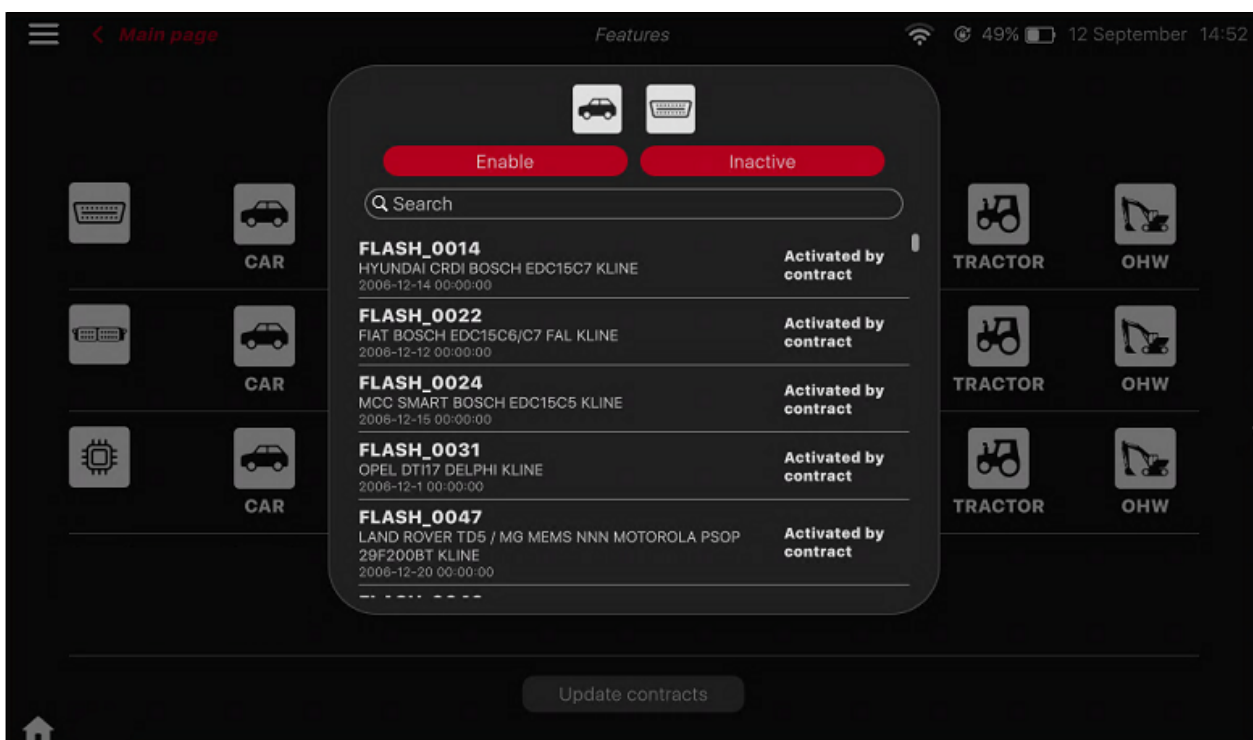 Main page
Features
49%
12 September 14:52
Enable
Inactive
Search
FLASH_0014
HYUNDAI CRDI BOSCH EDC15C7 KLINE
2006-12-14 00:00:00
Activated by
contract
FLASH_0022
FIAT BOSCH EDC15C6/C7 FAL KLINE
2006-12-12 00:00:00
Activated by
contract
FLASH_0024
MCC SMART BOSCH EDC15C5 KLINE
2006-12-15 00:00:00
Activated by
contract
FLASH_0031
OPEL DTI17 DELPHI KLINE
2006-12-1 00:00:00
Activated by
contract
FLASH_0047
LAND ROVER TD5 / MG MEMS NNN MOTOROLA PSOP
29F200BT KLINE
2006-12-20 00:00:00
Activated by
contract
CAR
TRACTOR
OHW
CAR
TRACTOR
OHW
CAR
TRACTOR
OHW
Update contracts